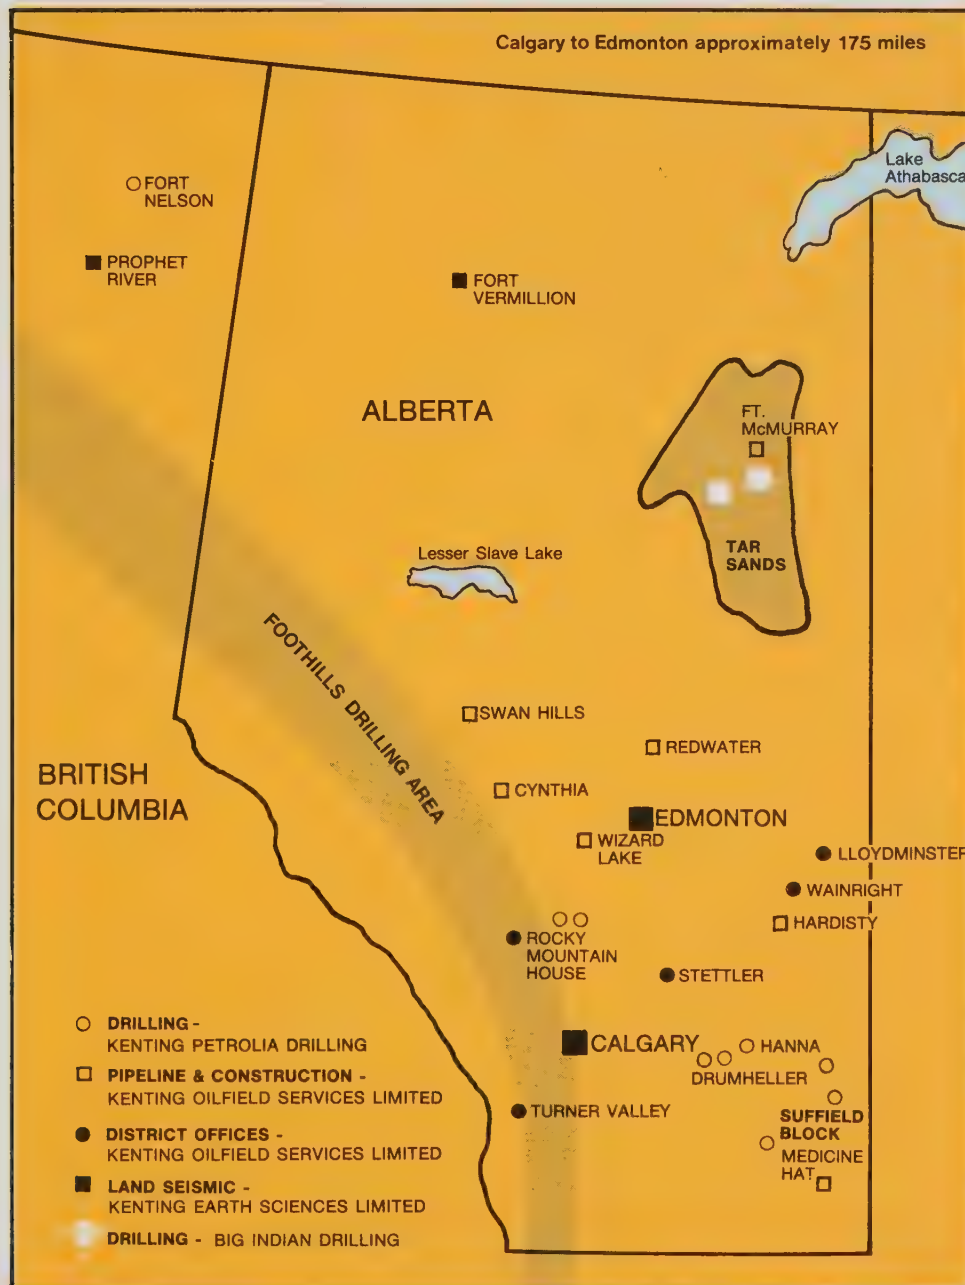 Calgary to Edmonton approximately 175 miles
Lake
Athabasca
FORT
NELSON
PROPHET
RIVER
FORT
VERMILLION
ALBERTA
FT.
McMURRAY
TAR
SANDS
Lesser Slave Lake
FOOTHILLS DRILLING AREA
SWAN HILLS
REDWATER
BRITISH
COLUMBIA
CYNTHIA
EDMONTON
WIZARD
LAKE
LLOYDMINSTER
WAINRIGHT
HARDISTY
ROCKY
MOUNTAIN
HOUSE
STETTLER
CALGARY
HANNA
DRUMHELLER
TURNER VALLEY
SUFFIELD
BLOCK
MEDICINE
HAT
DRILLING -
KENTING PETROLIA DRILLING
PIPELINE & CONSTRUCTION -
KENTING OILFIELD SERVICES LIMITED
DISTRICT OFFICES -
KENTING OILFIELD SERVICES LIMITED
LAND SEISMIC -
KENTING EARTH SCIENCES LIMITED
DRILLING - BIG INDIAN DRILLING